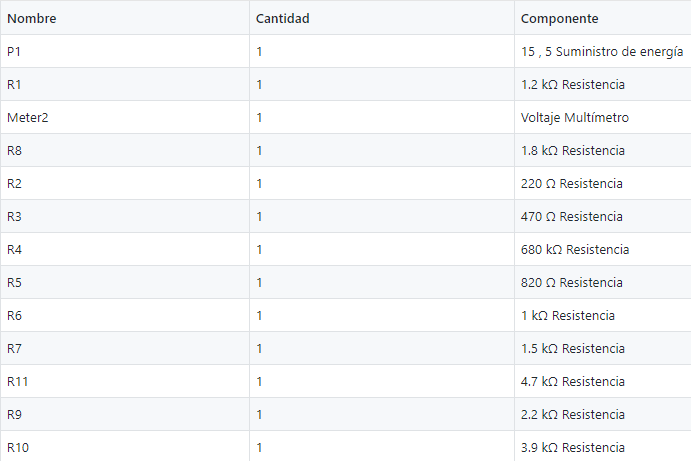 Nombre Cantidad Componente
P1 1 15 , 5 Suministro de energía
R1 1 1.2 kΩ Resistencia
Meter2 1 Voltaje Multímetro
R8 1 1.8 kΩ Resistencia
R2 1 220 Ω Resistencia
R3 1 470 Ω Resistencia
R4 1 680 kΩ Resistencia
R5 1 820 Ω Resistencia
R6 1 1 kΩ Resistencia
R7 1 1.5 kΩ Resistencia
R11 1 4.7 kΩ Resistencia
R9 1 2.2 kΩ Resistencia
R10 1 3.9 kΩ Resistencia